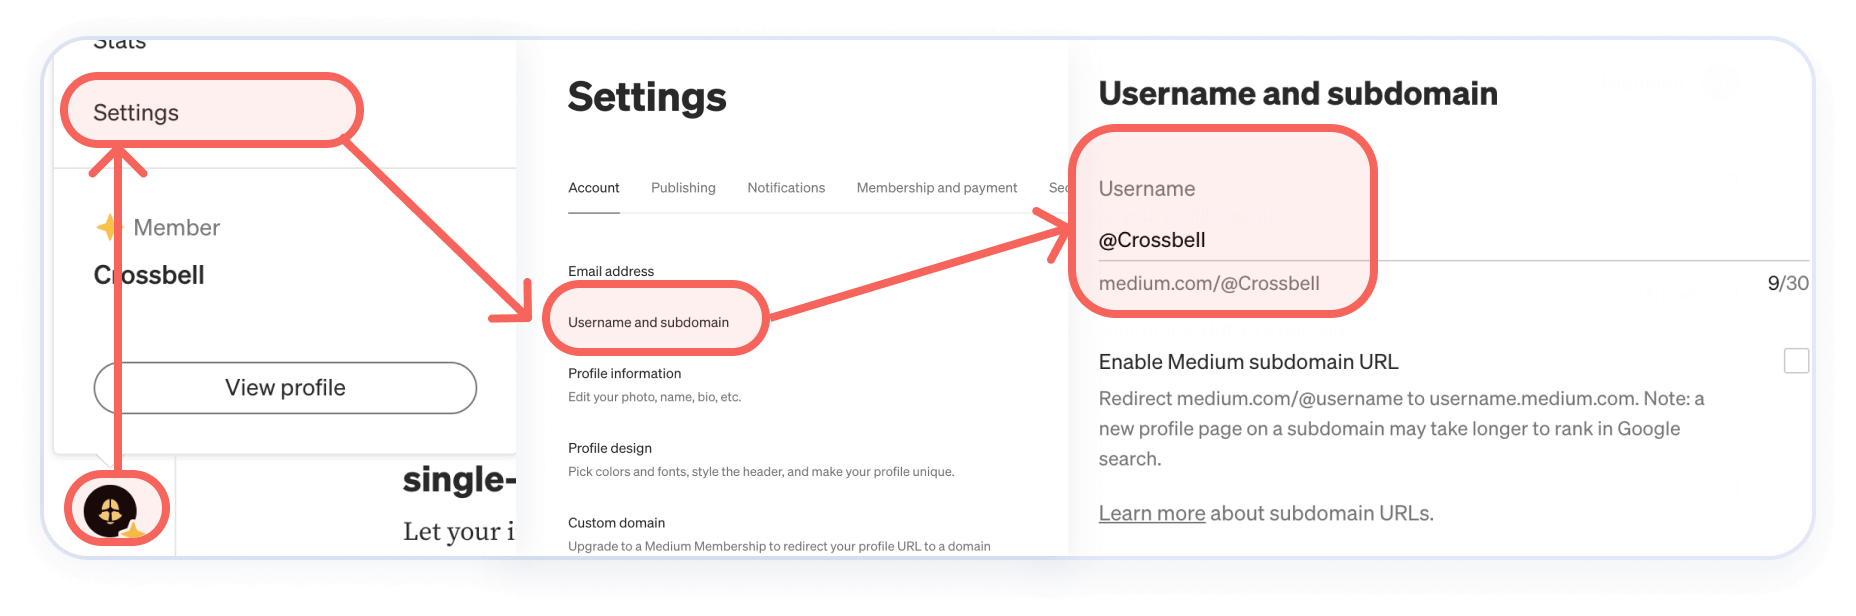 Stats
Settings
Member
Crossbell
View profile
single-
Let your i
Settings
Account Publishing Notifications Membership and payment Sec
Email address
Username and subdomain
Profile information
Edit your photo, name, bio, etc.
Profile design
Pick colors and fonts, style the header, and make your profile unique.
Custom domain
Upgrade to a Medium Membership to redirect your profile URL to a domain
Username and subdomain
Username
@Crossbell
medium.com/@Crossbell 9/30
Enable Medium subdomain URL
Redirect medium.com/@username to username.medium.com. Note: a
new profile page on a subdomain may take longer to rank in Google
search.
Learn more about subdomain URLs.